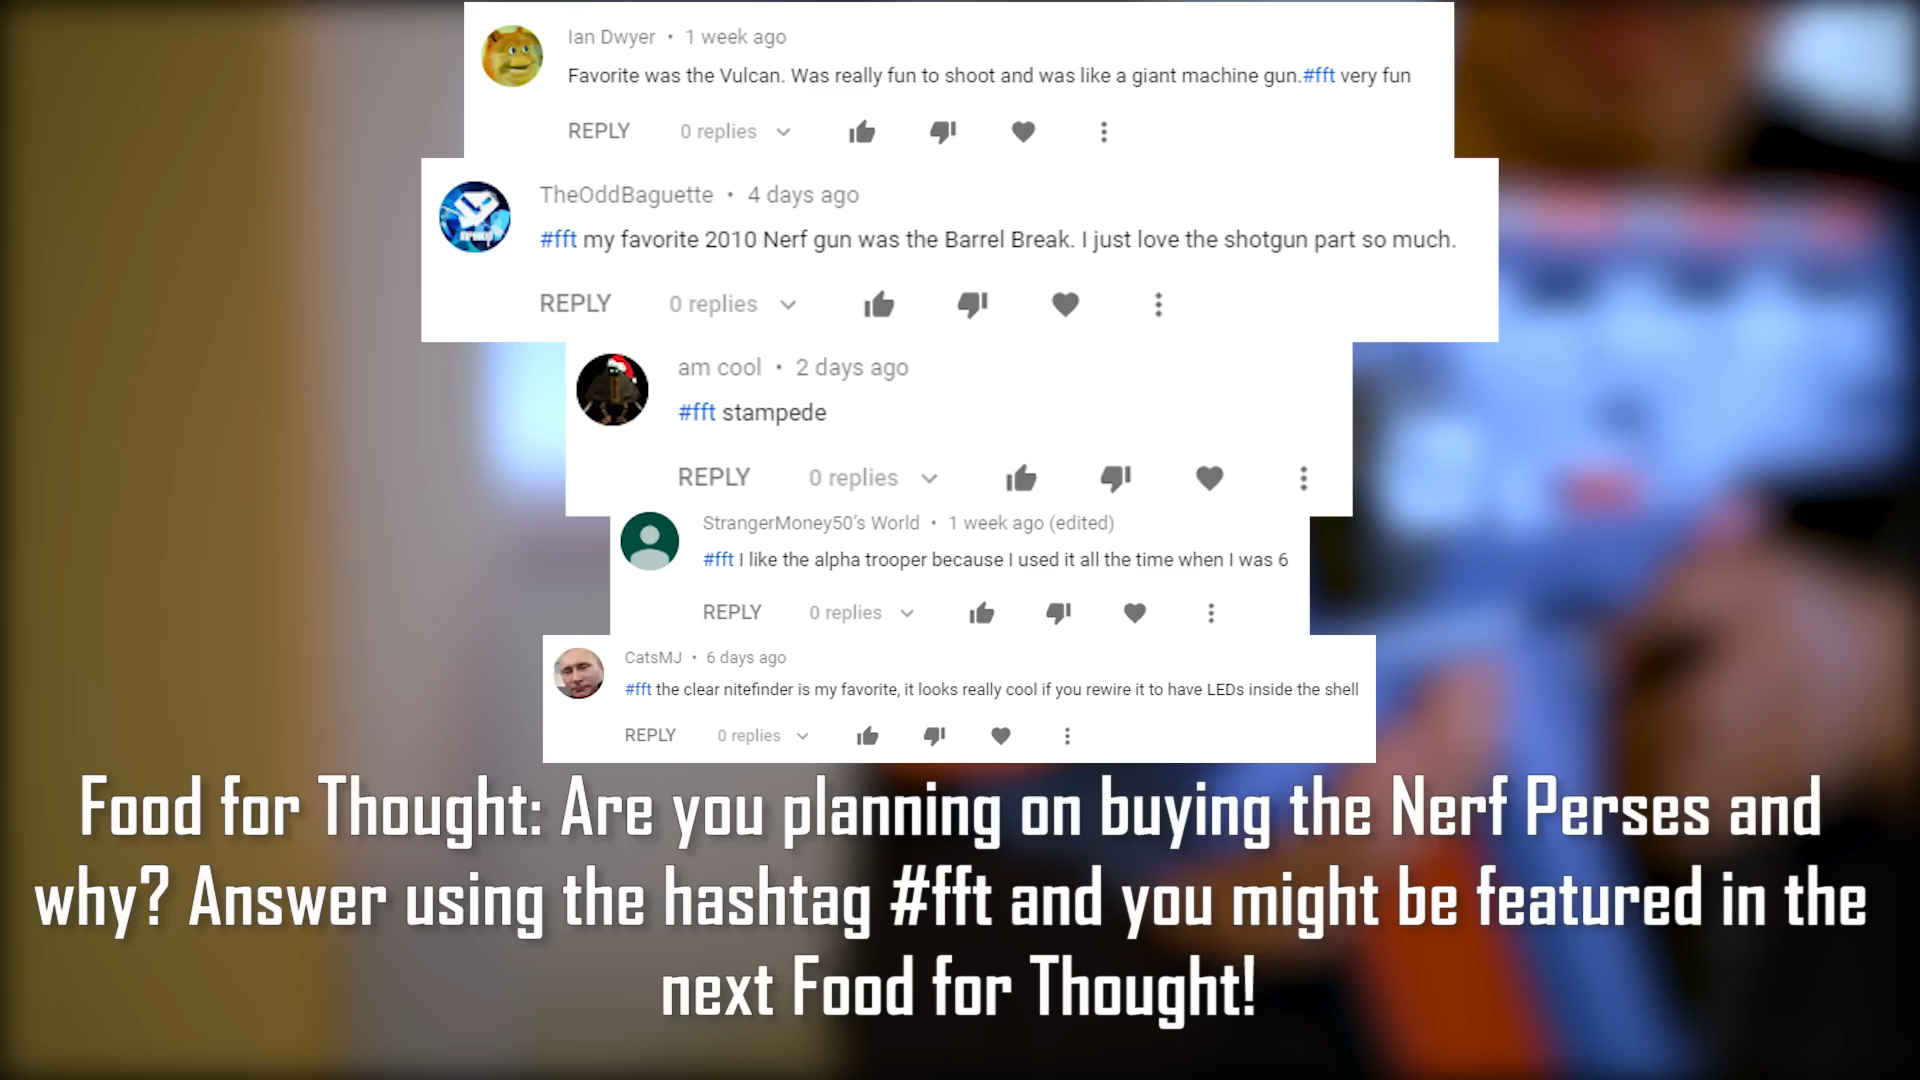 Ian Dwyer • 1 week ago
Favorite was the Vulcan. Was really fun to shoot and was like a giant machine gun.#fft very fun
REPLY 0 replies
TheOddBaguette • 4 days ago
#fft my favorite 2010 Nerf gun was the Barrel Break. I just love the shotgun part so much.
REPLY 0 replies
am cool • 2 days ago
#fft stampede
REPLY 0 replies
StrangerMoney50's World • 1 week ago (edited)
#fft I like the alpha trooper because I used it all the time when I was 6
REPLY 0 replies
CatsMJ • 6 days ago
#fft the clear nitefinder is my favorite, it looks really cool if you rewire it to have LEDs inside the shell
REPLY 0 replies
Food for Thought: Are you planning on buying the Nerf Perses and
why? Answer using the hashtag #fft and you might be featured in the
next Food for Thought!